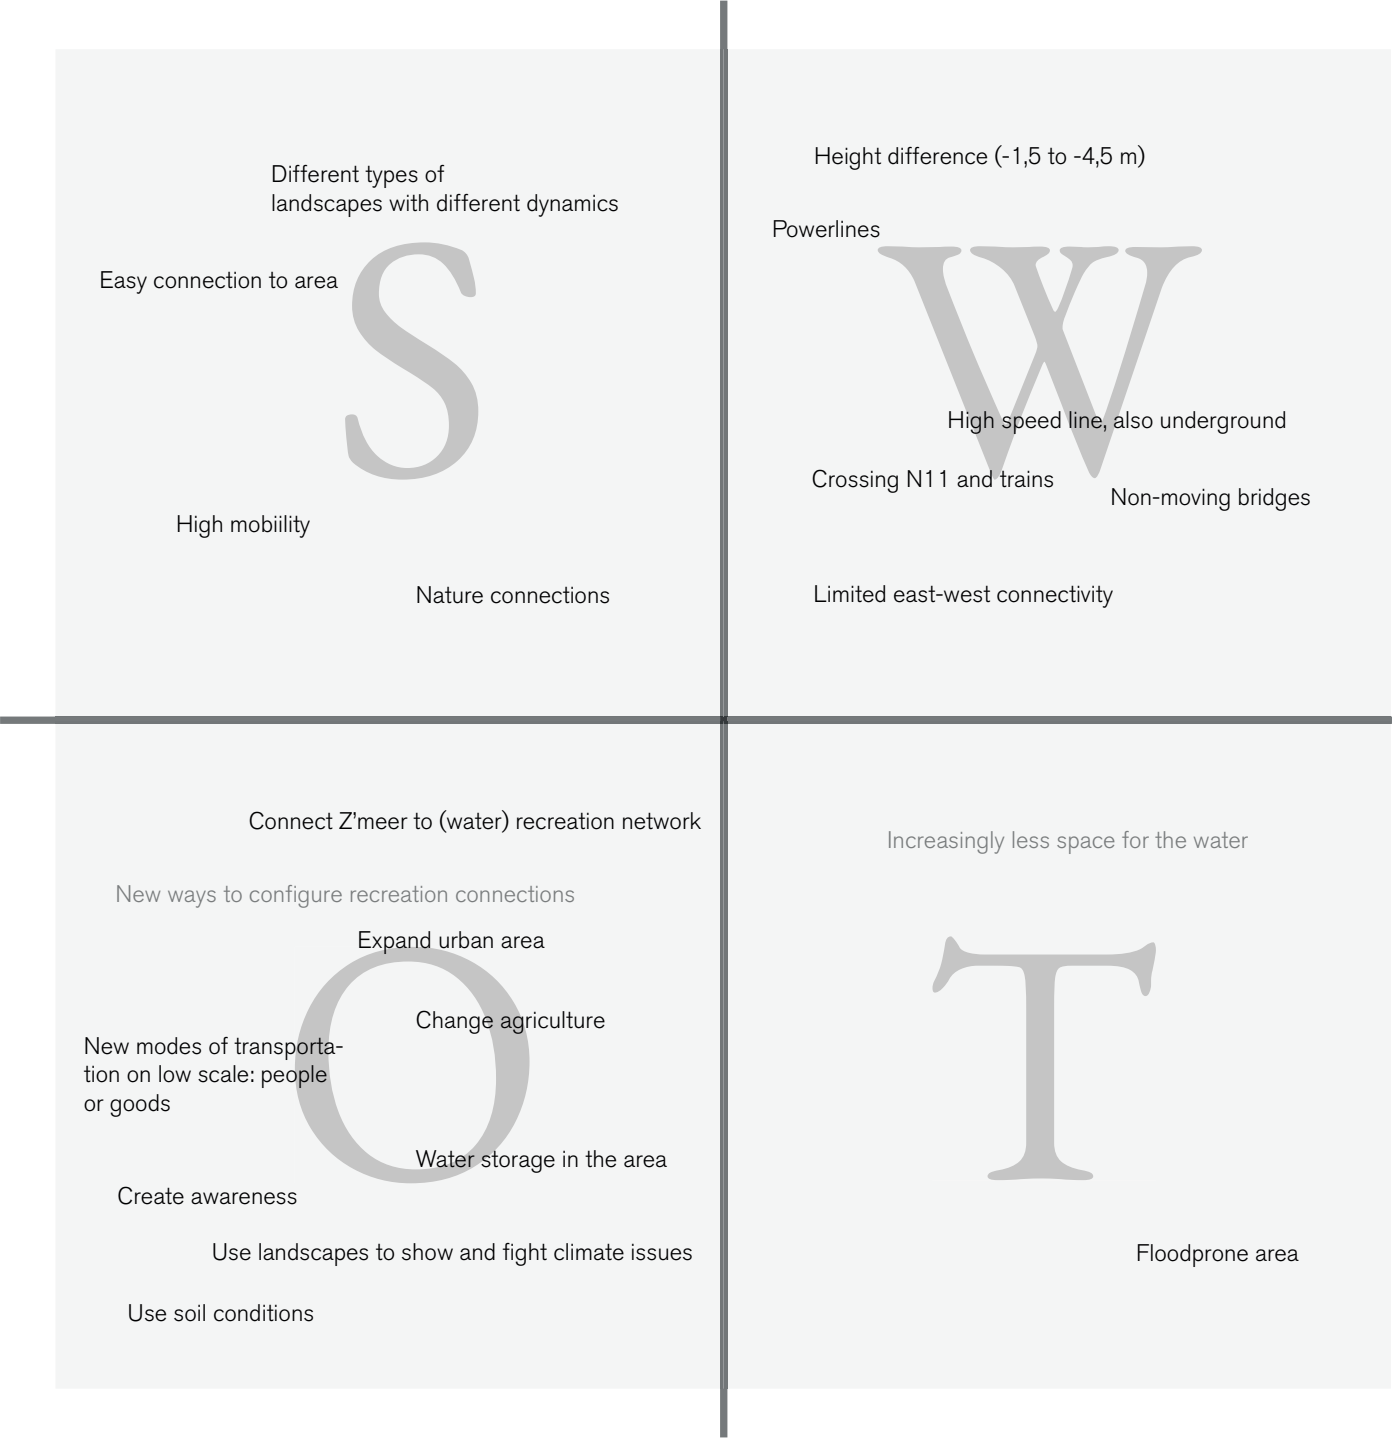 Different types of
landscapes with different dynamics
Easy connection to area
S
High mobiility
Nature connections
Height difference (-1,5 to -4,5 m)
Powerlines
W
High speed line, also underground
Crossing N11 and trains
Non-moving bridges
Limited east-west connectivity
Connect Z’meer to (water) recreation network
New ways to configure recreation connections
Expand urban area
O
Change agriculture
New modes of transporta-
tion on low scale: people
or goods
Water storage in the area
Create awareness
Use landscapes to show and fight climate issues
Use soil conditions
Increasingly less space for the water
T
Floodprone area